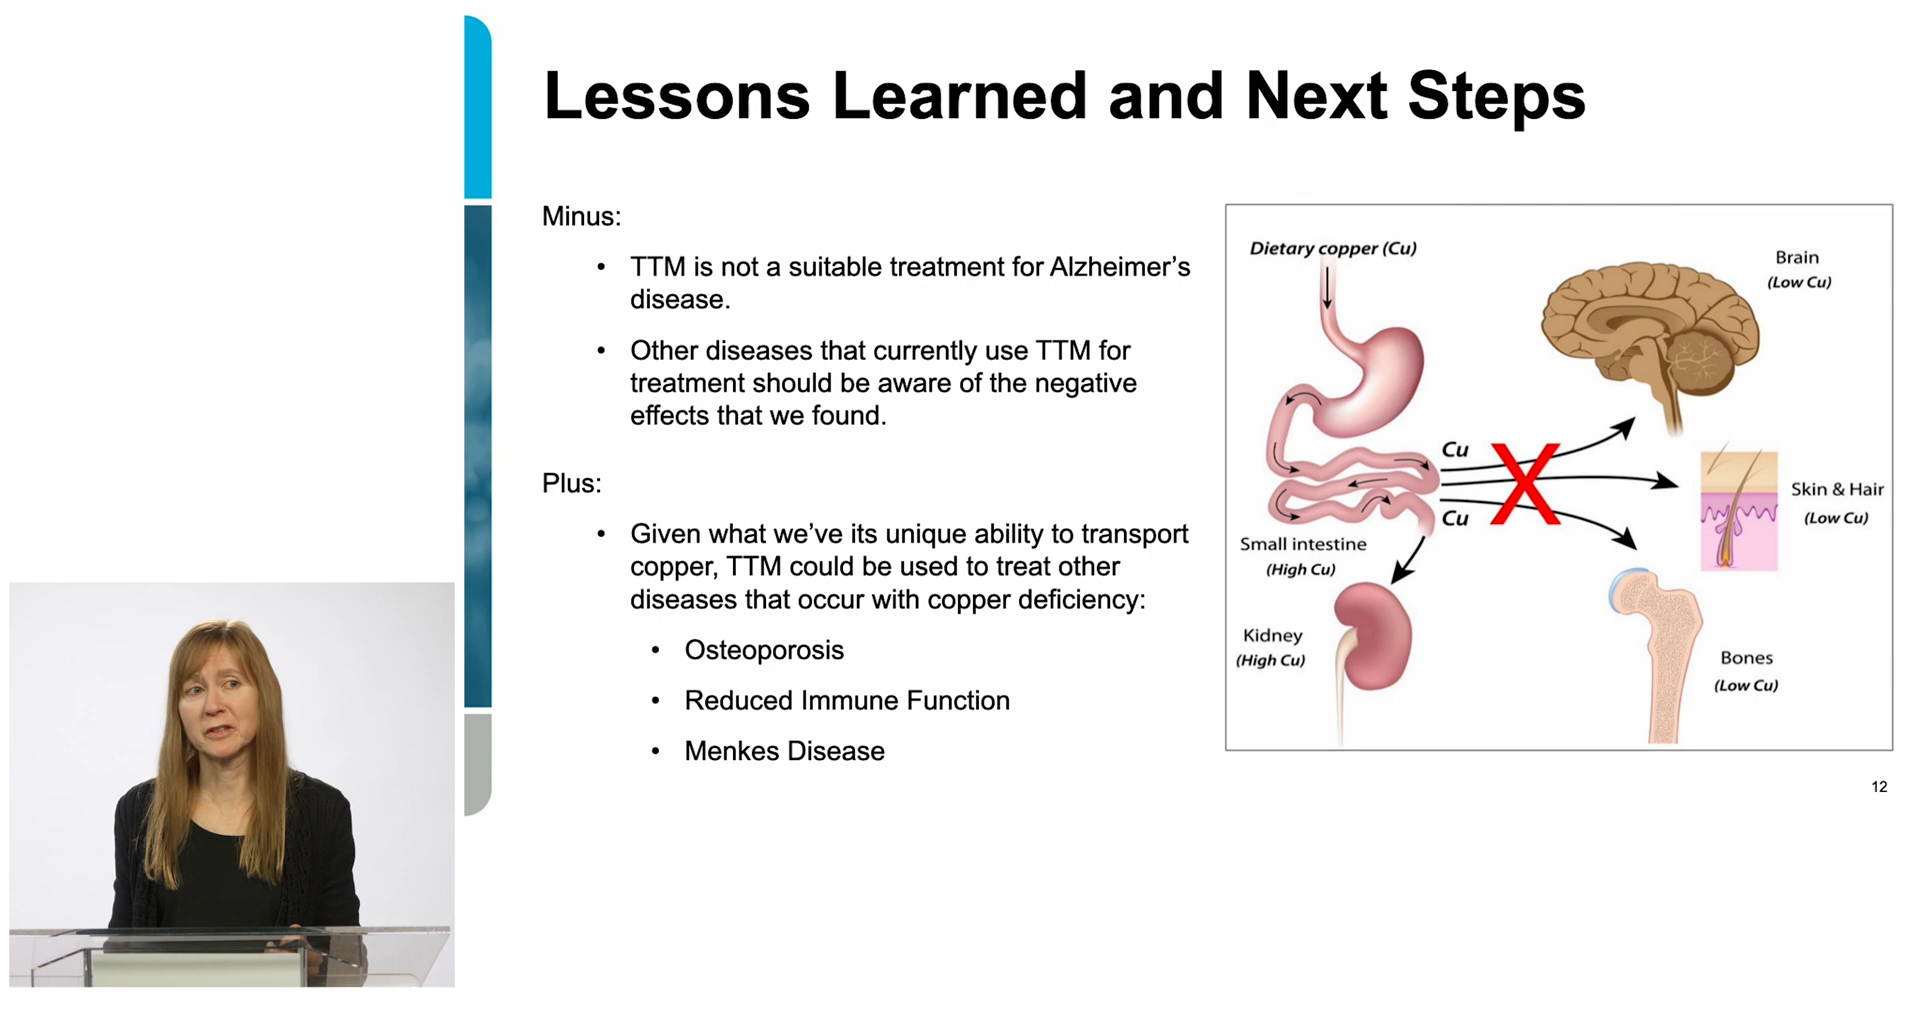 Lessons Learned and Next Steps
Minus:
• TTM is not a suitable treatment for Alzheimer’s
disease.
• Other diseases that currently use TTM for
treatment should be aware of the negative
effects that we found.
Plus:
• Given what we’ve its unique ability to transport
copper, TTM could be used to treat other
diseases that occur with copper deficiency:
• Osteoporosis
• Reduced Immune Function
• Menkes Disease
Dietary copper (Cu)
Brain
(Low Cu)
Cu
Skin & Hair
(Low Cu)
Cu
Small intestine
(High Cu)
Kidney
(High Cu)
Bones
(Low Cu)
12